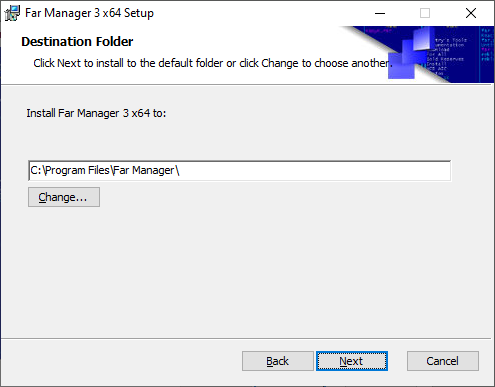 Far Manager 3 x64 Setup
Destination Folder
Click Next to install to the default folder or click Change to choose another.
Install Far Manager 3 x64 to:
C:\Program Files\Far Manager\
Change...
Back
Next
Cancel